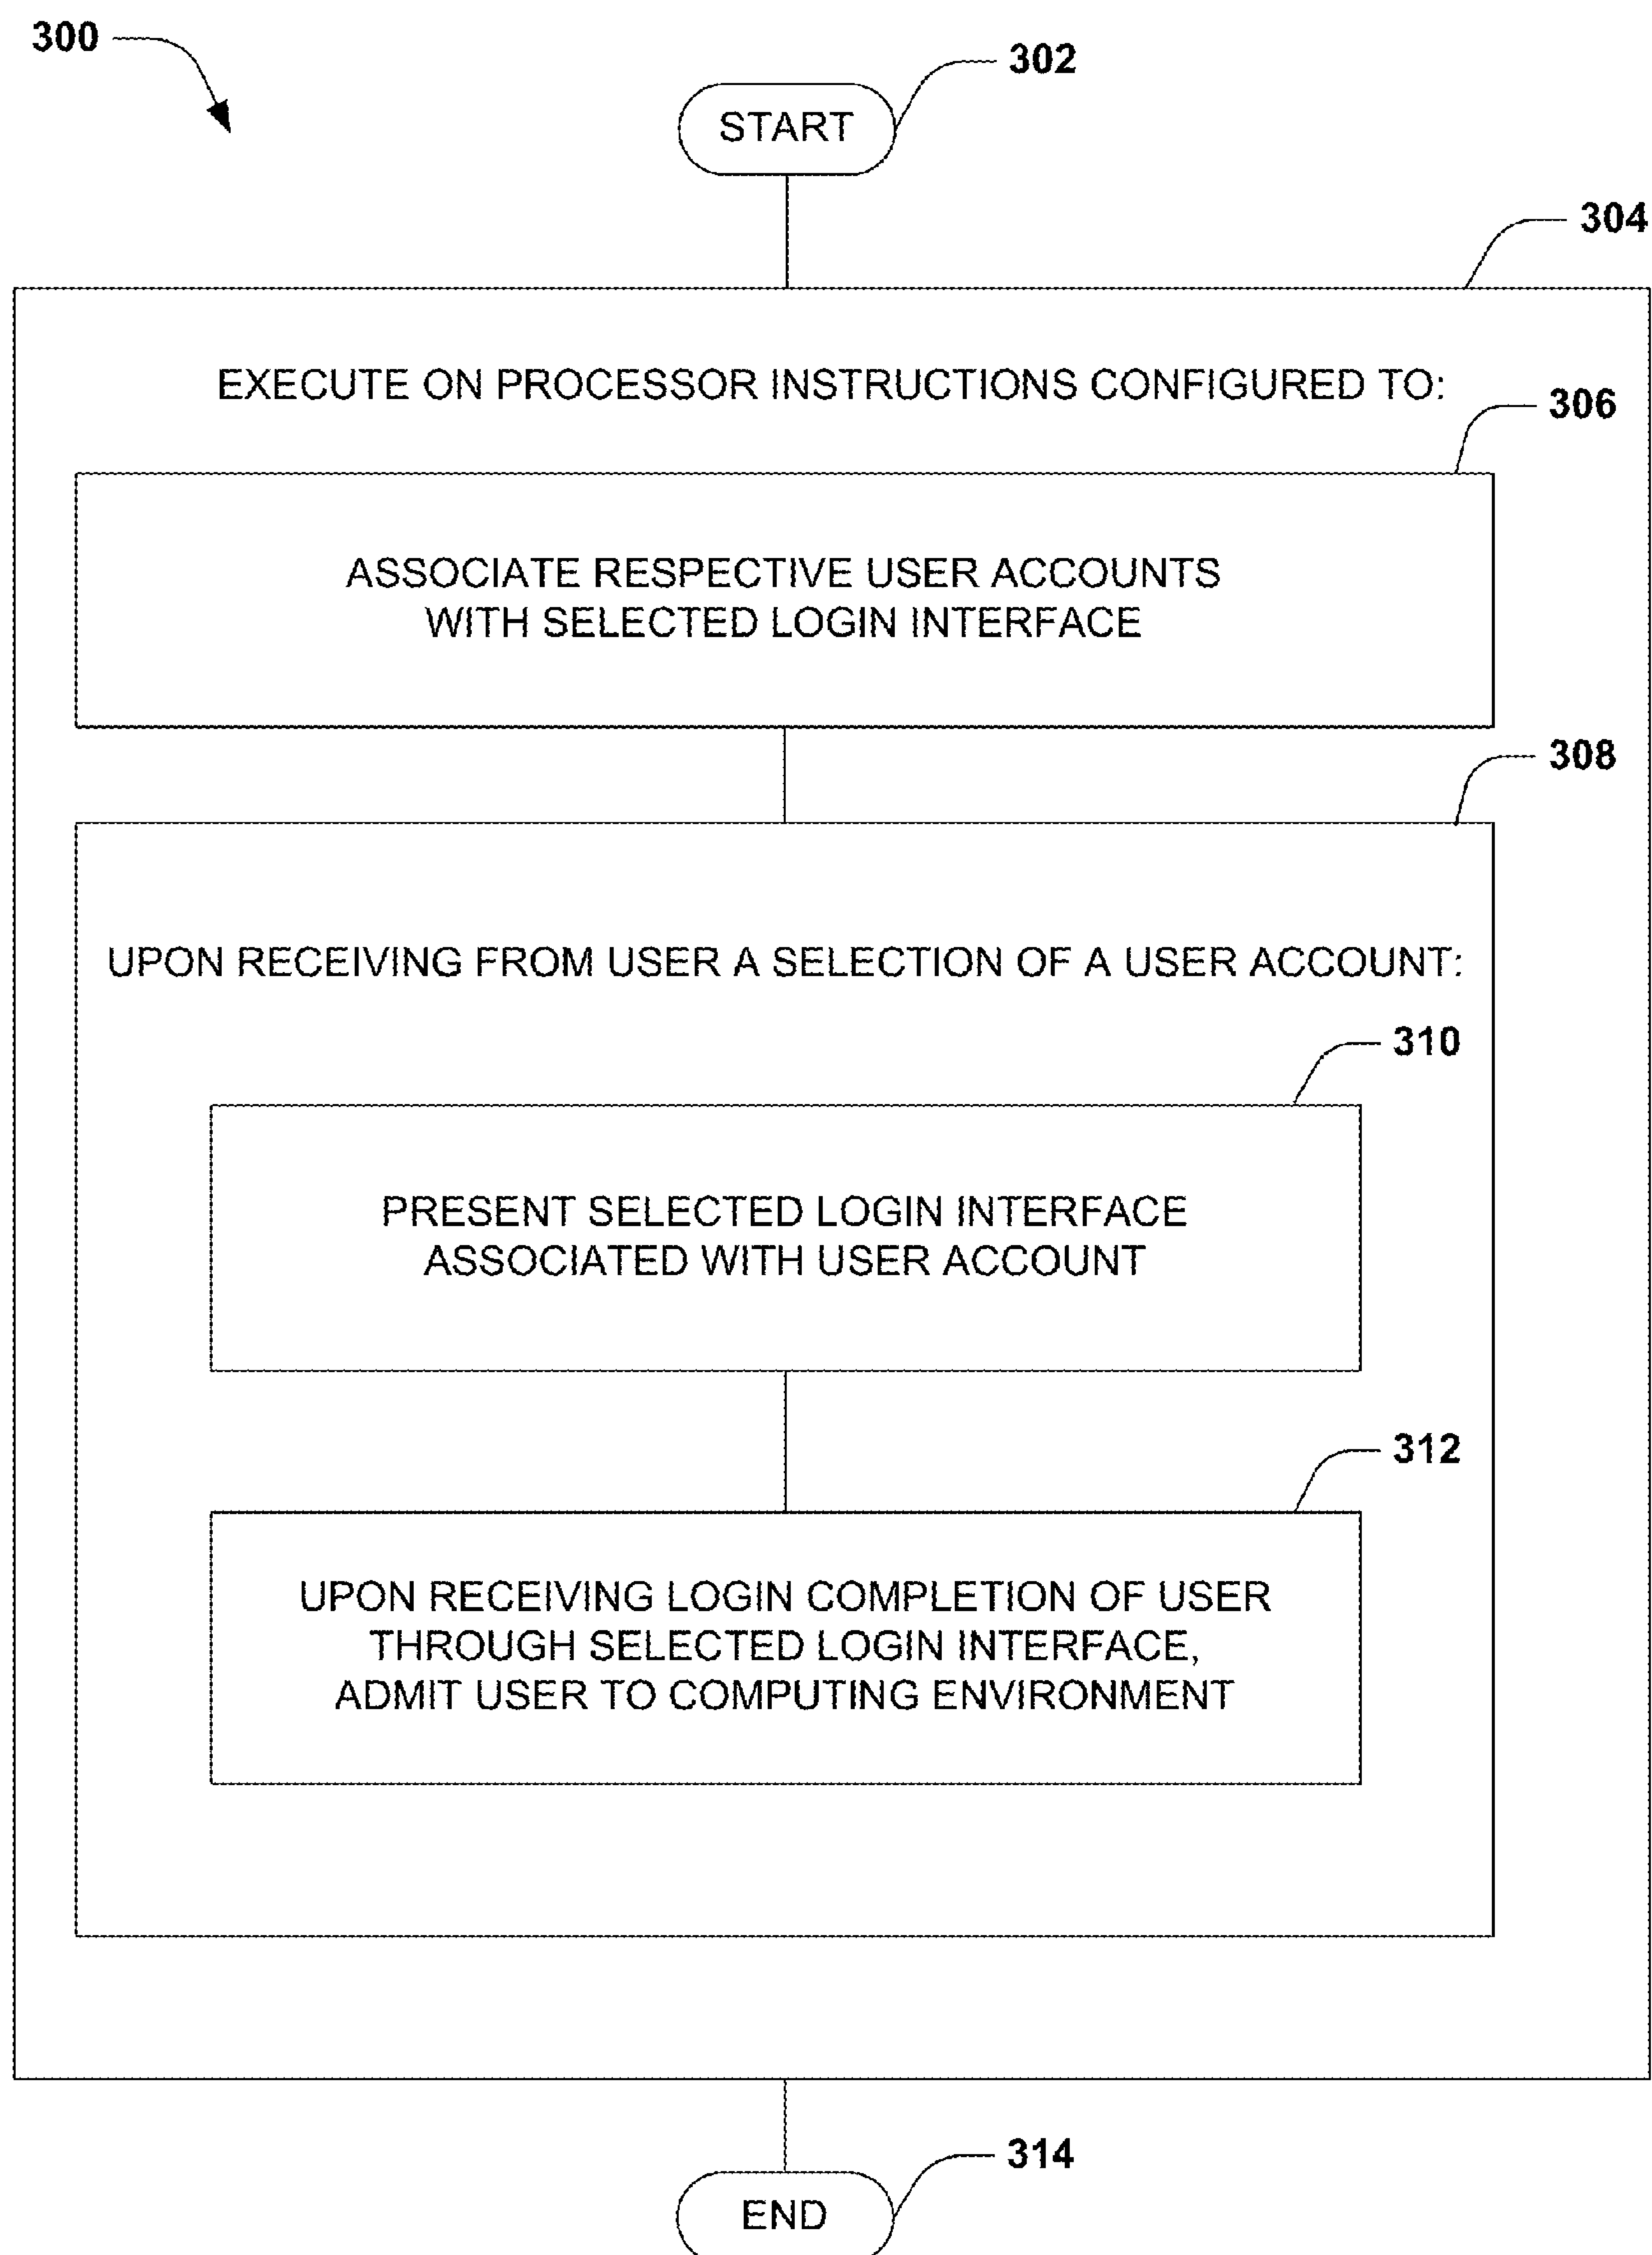 300
302
START
304
EXECUTE ON PROCESSOR INSTRUCTIONS CONFIGURED TO:
306
ASSOCIATE RESPECTIVE USER ACCOUNTS
WITH SELECTED LOGIN INTERFACE
308
UPON RECEIVING FROM USER A SELECTION OF A USER ACCOUNT:
310
PRESENT SELECTED LOGIN INTERFACE
ASSOCIATED WITH USER ACCOUNT
312
UPON RECEIVING LOGIN COMPLETION OF USER
THROUGH SELECTED LOGIN INTERFACE,
ADMIT USER TO COMPUTING ENVIRONMENT
314
END